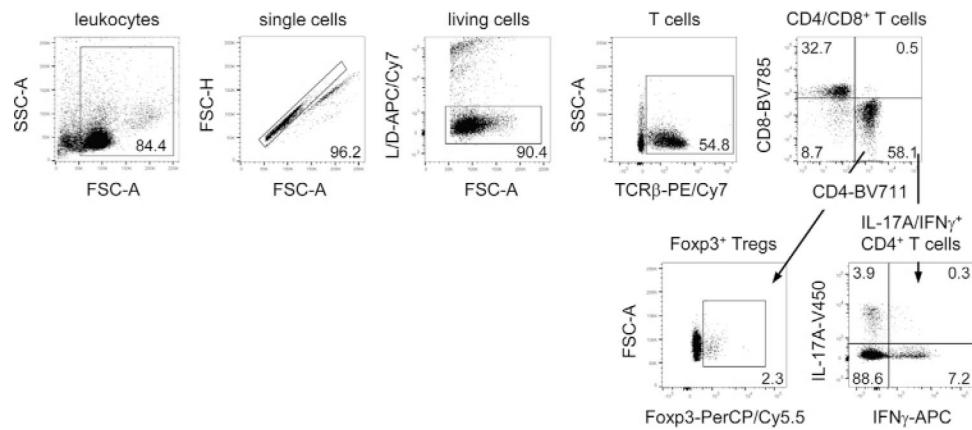 leukocytes
single cells
living cells
T cells
CD4/CD8⁺ T cells
SSC-A
84.4
FSC-A
FSC-H
96.2
FSC-A
L/D-APC/Cy7
90.4
FSC-A
SSC-A
54.8
TCRβ-PE/Cy7
CD8-BV785
32.7 0.5
8.7 58.1
CD4-BV711
Foxp3⁺ Tregs
FSC-A
2.3
Foxp3-PerCP/Cy5.5
IL-17A/IFNγ⁺
CD4⁺ T cells
IL-17A-V450
3.9 0.3
88.6 7.2
IFNγ-APC